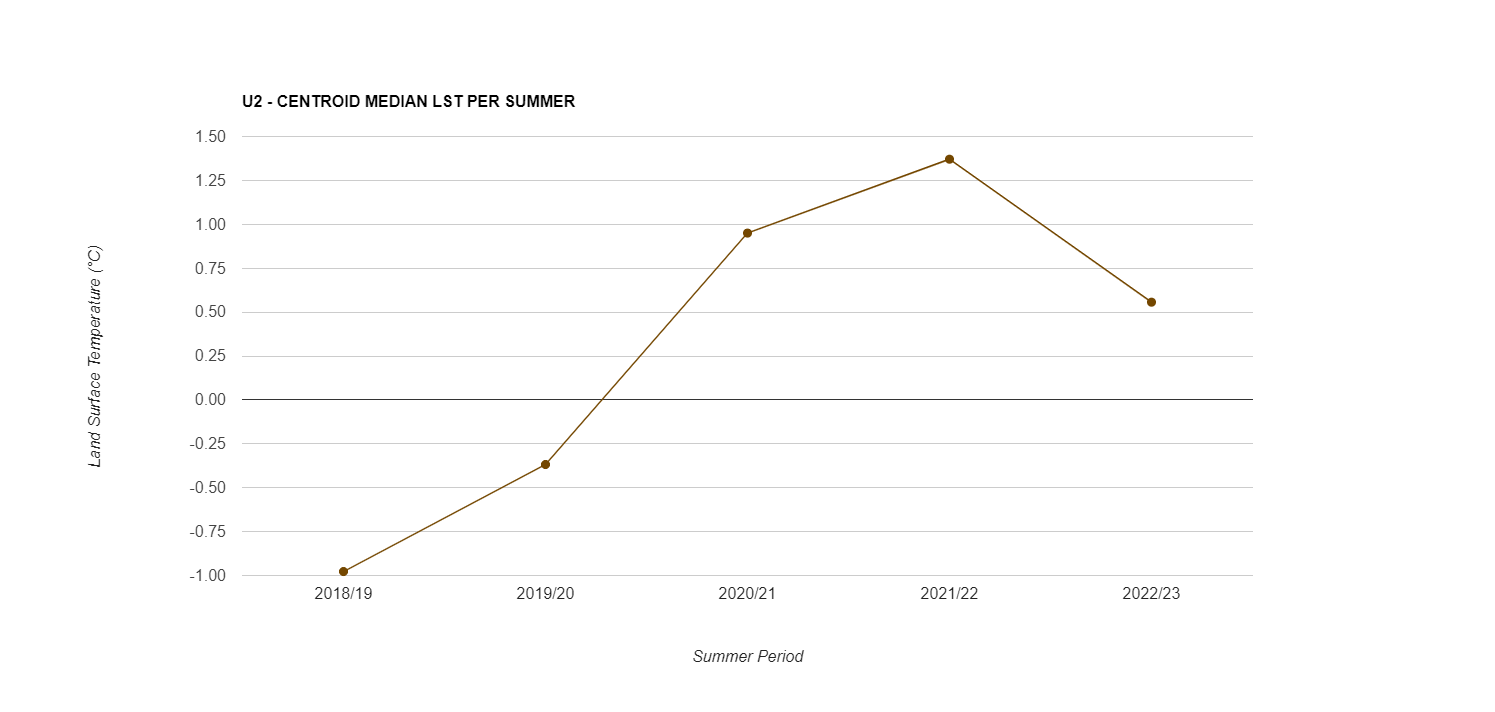 U2 - CENTROID MEDIAN LST PER SUMMER
1.50
1.25
1.00
0.75
0.50
0.25
0.00
-0.25
-0.50
-0.75
-1.00
Land Surface Temperature (°C)
2018/19 2019/20 2020/21 2021/22 2022/23
Summer Period